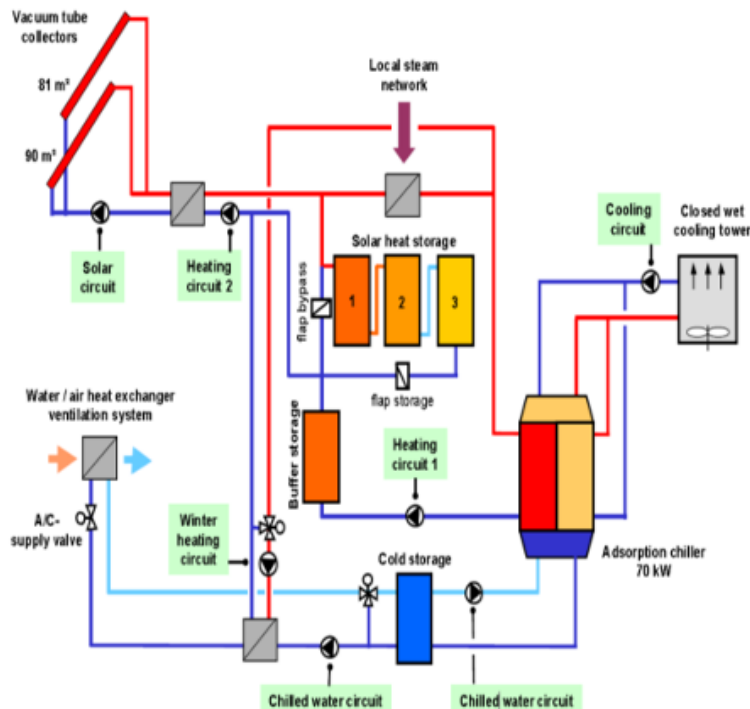 Vacuum tube
collectors
81 m²
90 m²
Local steam
network
Solar
circuit
Heating
circuit 2
Solar heat storage
1
2
3
flap bypass
flap storage
Cooling
circuit
Closed wet
cooling tower
Water / air heat exchanger
ventilation system
A/C-
supply valve
Buffer storage
Heating
circuit 1
Winter
heating
circuit
Cold storage
Adsorption chiller
70 kW
Chilled water circuit
Chilled water circuit